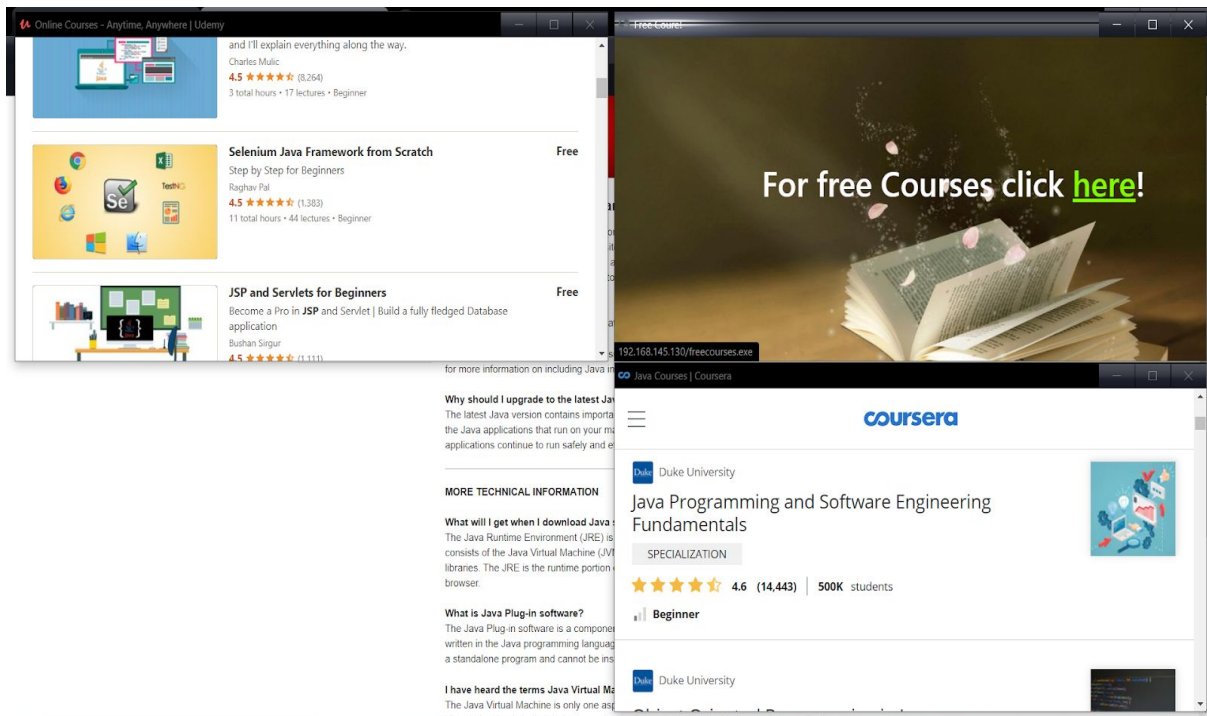 Online Courses - Anytime, Anywhere | Udemy
and I'll explain everything along the way.
Charles Mulic
4.5 (8,264)
3 total hours • 17 lectures • Beginner
Selenium Java Framework from Scratch
Free
Step by Step for Beginners
Raghav Pal
4.5 (1,383)
11 total hours • 44 lectures • Beginner
TestNG
Se
JSP and Servlets for Beginners
Free
Become a Pro in JSP and Servlet | Build a fully fledged Database
application
Bushan Sirgur
4.5 (1,111)
Free Coure!
For free Courses click here!
192.168.145.130/freecourses.exe
for more information on including Java in
Why should I upgrade to the latest Jav
The latest Java version contains importa
the Java applications that run on your ma
applications continue to run safely and ef
MORE TECHNICAL INFORMATION
What will I get when I download Java s
The Java Runtime Environment (JRE) is
consists of the Java Virtual Machine (JVM
libraries. The JRE is the runtime portion
browser.
What is Java Plug-in software?
The Java Plug-in software is a componen
written in the Java programming languag
a standalone program and cannot be ins
I have heard the terms Java Virtual Ma
The Java Virtual Machine is only one asp
Java Courses | Coursera
coursera
Duke University
Java Programming and Software Engineering
Fundamentals
SPECIALIZATION
4.6 (14,443) 500K students
Beginner
Duke University